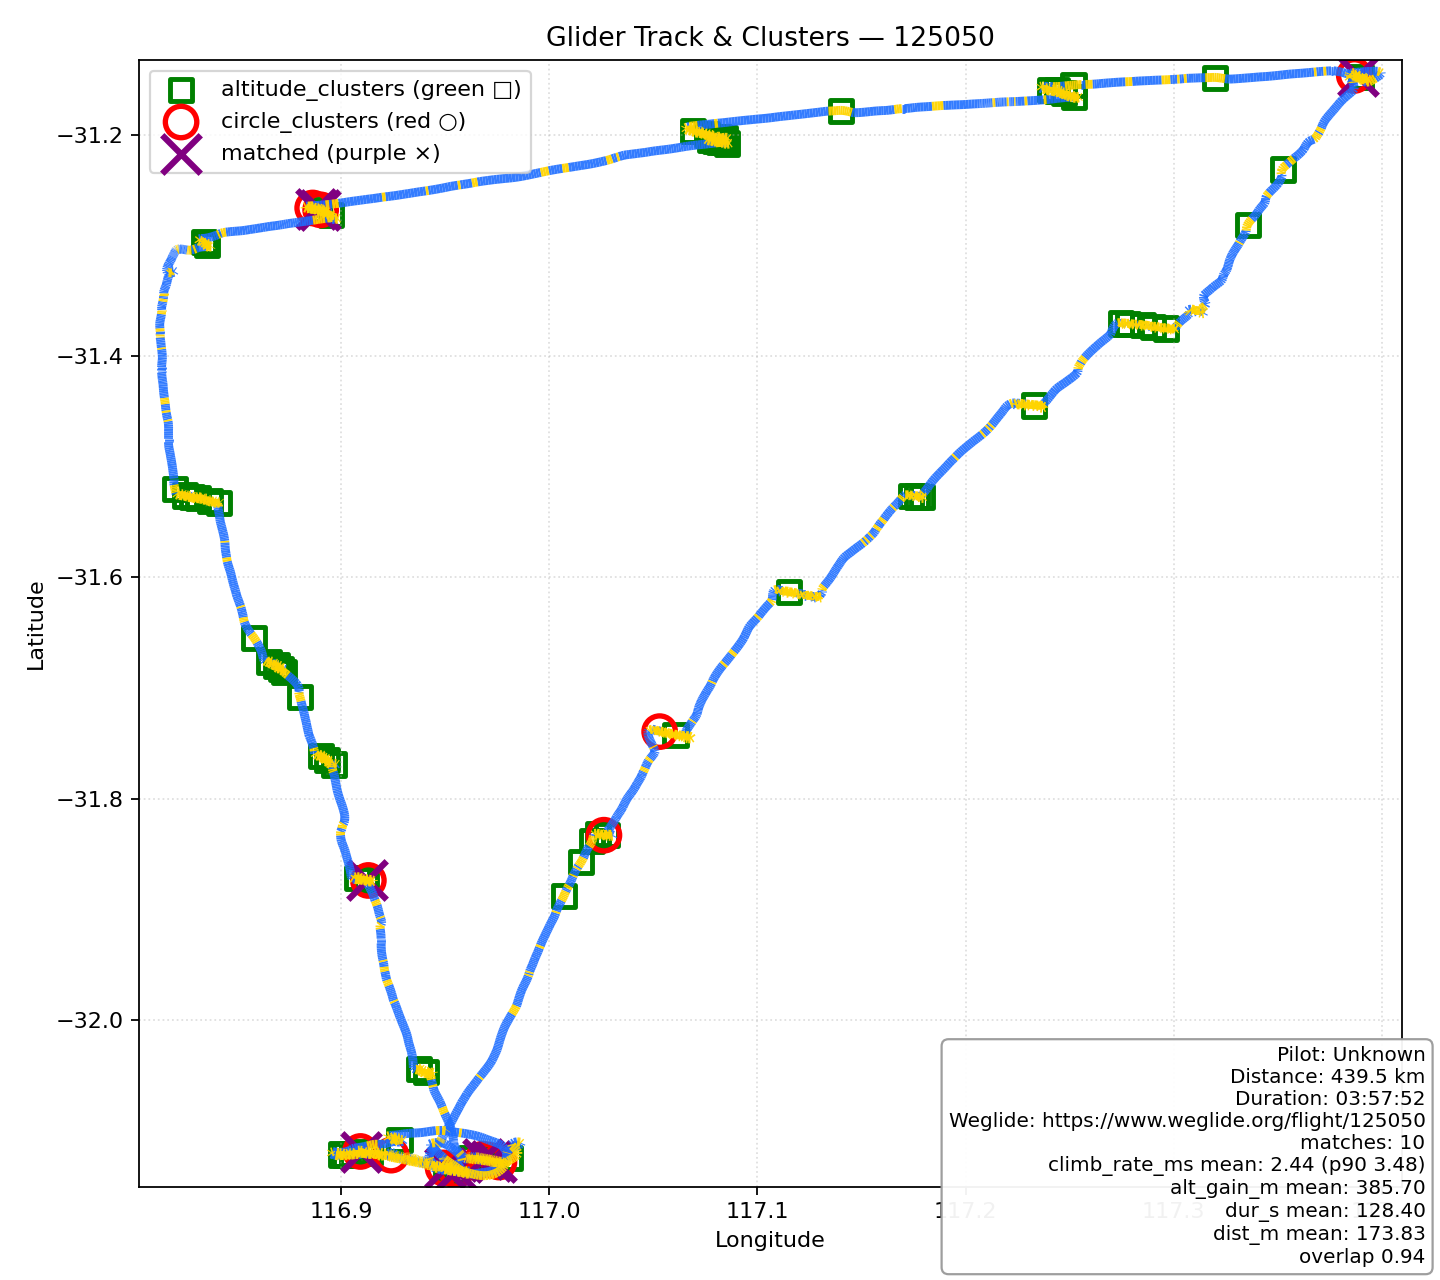 Glider Track & Clusters — 125050
altitude_clusters (green □)
circle_clusters (red ○)
matched (purple ×)
Latitude
−31.2
−31.4
−31.6
−31.8
−32.0
116.9
117.0
117.1
117.2
117.3
Longitude
Pilot: Unknown
Distance: 439.5 km
Duration: 03:57:52
Weglide: https://www.weglide.org/flight/125050
matches: 10
climb_rate_ms mean: 2.44 (p90 3.48)
alt_gain_m mean: 385.70
dur_s mean: 128.40
dist_m mean: 173.83
overlap 0.94